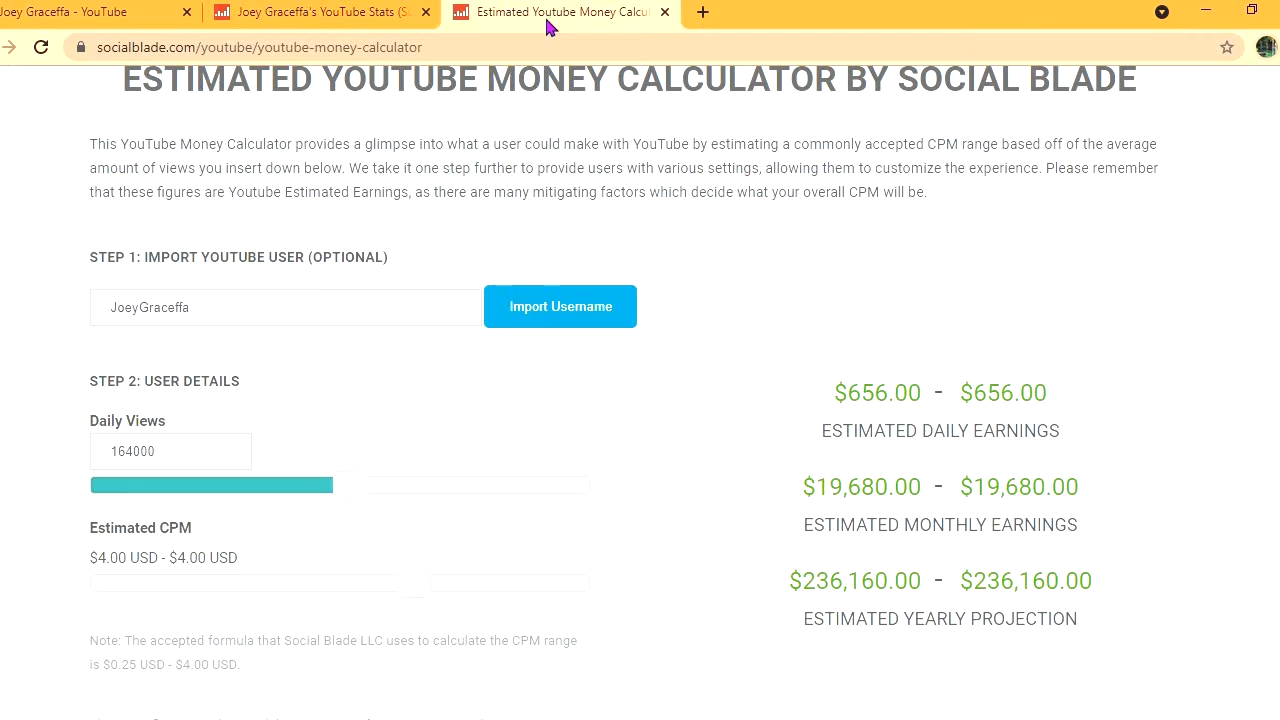 Joey Graceffa - YouTube
Joey Graceffa's YouTube Stats (S
Estimated Youtube Money Calcul
socialblade.com/youtube/youtube-money-calculator
ESTIMATED YOUTUBE MONEY CALCULATOR BY SOCIAL BLADE
This YouTube Money Calculator provides a glimpse into what a user could make with YouTube by estimating a commonly accepted CPM range based off of the average
amount of views you insert down below. We take it one step further to provide users with various settings, allowing them to customize the experience. Please remember
that these figures are Youtube Estimated Earnings, as there are many mitigating factors which decide what your overall CPM will be.
STEP 1: IMPORT YOUTUBE USER (OPTIONAL)
JoeyGraceffa
Import Username
STEP 2: USER DETAILS
Daily Views
164000
Estimated CPM
$4.00 USD - $4.00 USD
Note: The accepted formula that Social Blade LLC uses to calculate the CPM range
is $0.25 USD - $4.00 USD.
$656.00 - $656.00
ESTIMATED DAILY EARNINGS
$19,680.00 - $19,680.00
ESTIMATED MONTHLY EARNINGS
$236,160.00 - $236,160.00
ESTIMATED YEARLY PROJECTION